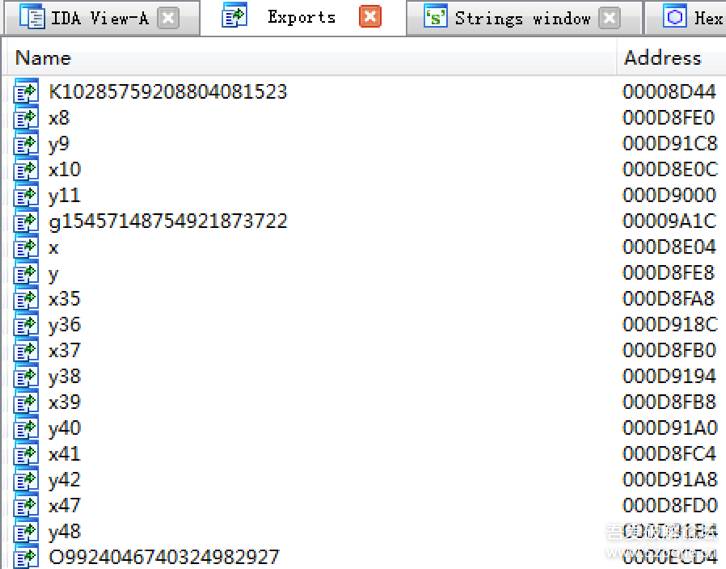 IDA View-A Exports Strings window Hex
Name Address
K10285759208804081523 00008D44
x8 000D8FE0
y9 000D91C8
x10 000D8E0C
y11 000D9000
g15457148754921873722 00009A1C
x 000D8E04
y 000D8FE8
x35 000D8FA8
y36 000D918C
x37 000D8FB0
y38 000D9194
x39 000D8FB8
y40 000D91A0
x41 000D8FC4
y42 000D91A8
x47 000D8FD0
y48
O9924046740324982927 0000ECD4